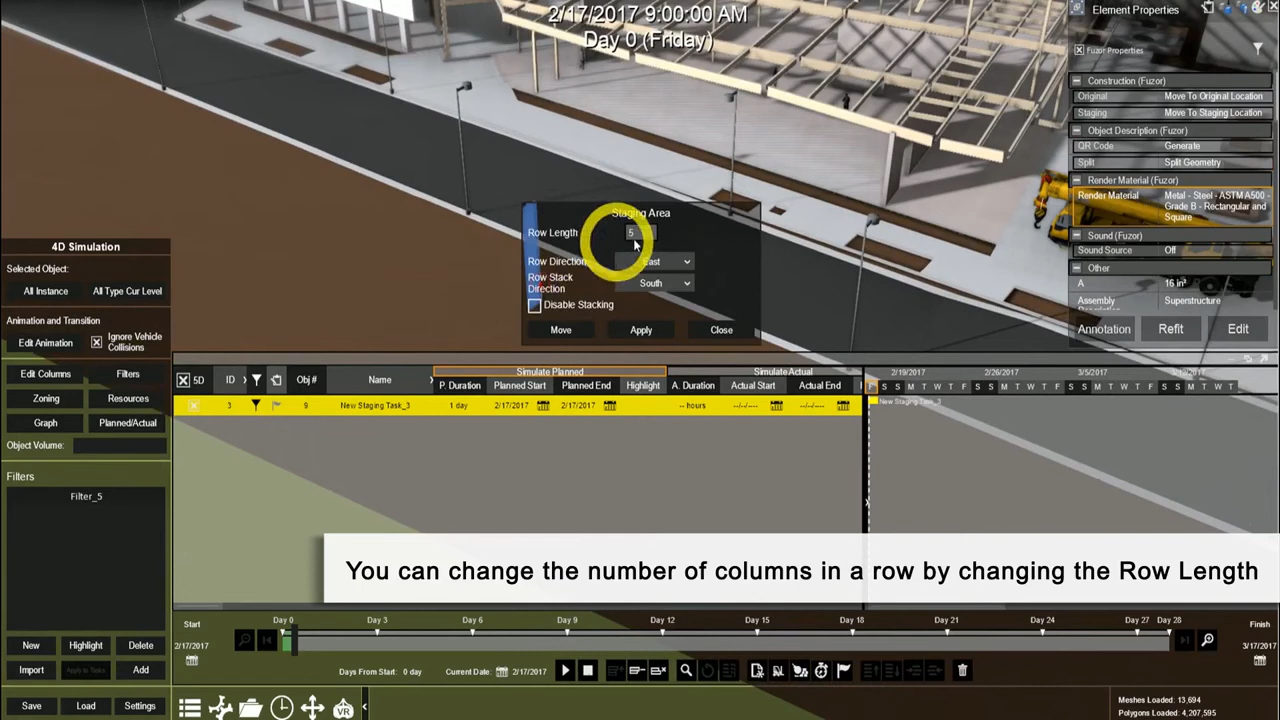 2/17/2017 9:00:00 AM
Day 0 (Friday)
Element Properties
Fuzor Properties
Construction (Fuzor)
Original Move To Original Location
Staging Move To Staging Location
Object Description (Fuzor)
QR Code Generate
Split Split Geometry
Render Material (Fuzor)
Render Material Metal - Steel - ASTM A500 -
Grade B - Rectangular and
Square
Sound (Fuzor)
Sound Source Off
Other
A 16 in²
Assembly Superstructure
Annotation Refit Edit
Staging Area
Row Length 5
Row Direction East
Row Stack
Direction South
Disable Stacking
Move Apply Close
4D Simulation
Selected Object:
All Instance All Type Cur Level
Animation and Transition
Edit Animation Ignore Vehicle
Collisions
Edit Columns Filters
Zoning Resources
Graph Planned/Actual
Object Volume:
Filters
Filter_5
New Highlight Delete
Import Apply to Tasks Add
Save Load Settings
Simulate Planned Simulate Actual
5D ID Obj # Name P. Duration Planned Start Planned End Highlight A. Duration Actual Start Actual End
3 9 New Staging Task_3 1 day 2/17/2017 2/17/2017 -- hours --/--/-- --/--/--
2/19/2017 2/26/2017 3/5/2017 3/12/2017
F S S M T W T F S S M T W T F S S M T W T F S S M T W T
New Staging Task_3
You can change the number of columns in a row by changing the Row Length
Start Day 0 Day 3 Day 6 Day 9 Day 12 Day 15 Day 18 Day 21 Day 24 Day 27 Day 28 Finish
2/17/2017 3/17/2017
Days From Start: 0 day Current Date: 2/17/2017
VR
Meshes Loaded: 13,694
Polygons Loaded: 4,207,595